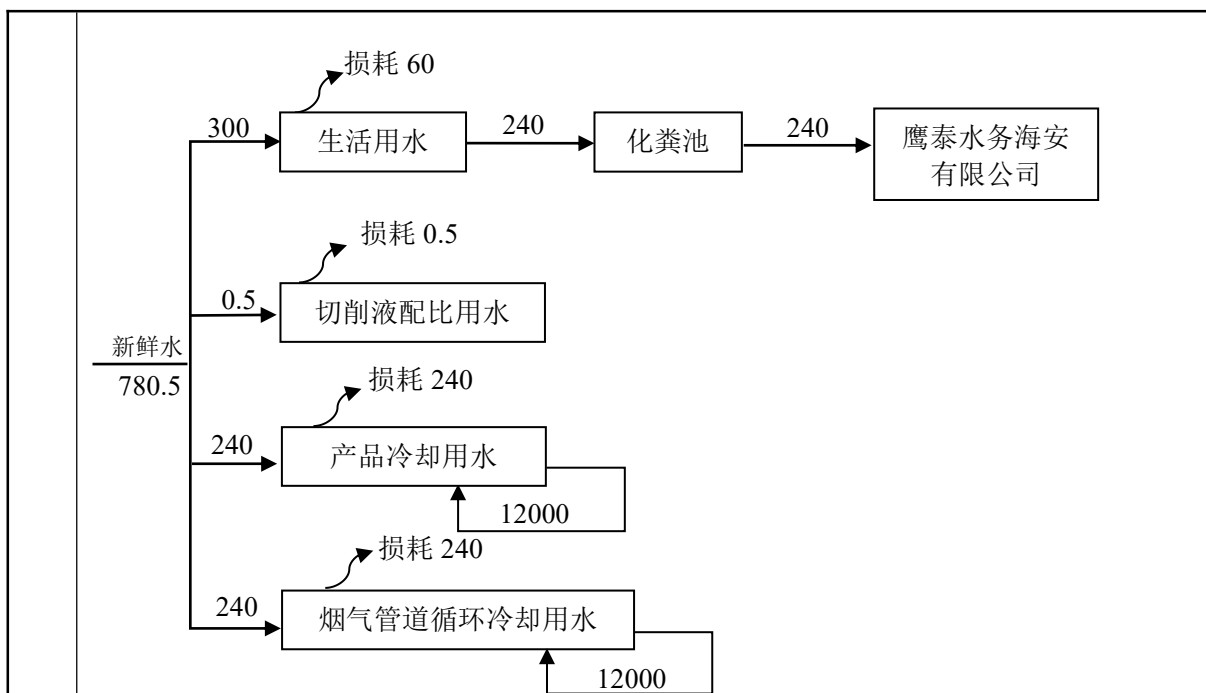 损耗 60
300
生活用水
240
化粪池
240
鹰泰水务海安
有限公司
损耗 0.5
0.5
切削液配比用水
新鲜水
780.5
损耗 240
240
产品冷却用水
12000
损耗 240
240
烟气管道循环冷却用水
12000